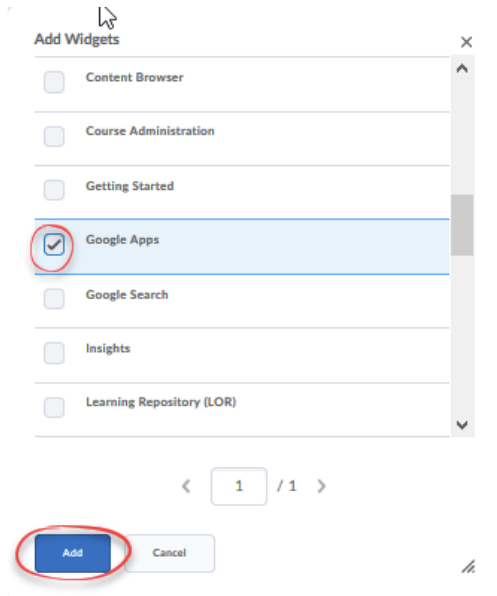 Add Widgets
Content Browser
Course Administration
Getting Started
Google Apps
Google Search
Insights
Learning Repository (LOR)
1 / 1
Add Cancel